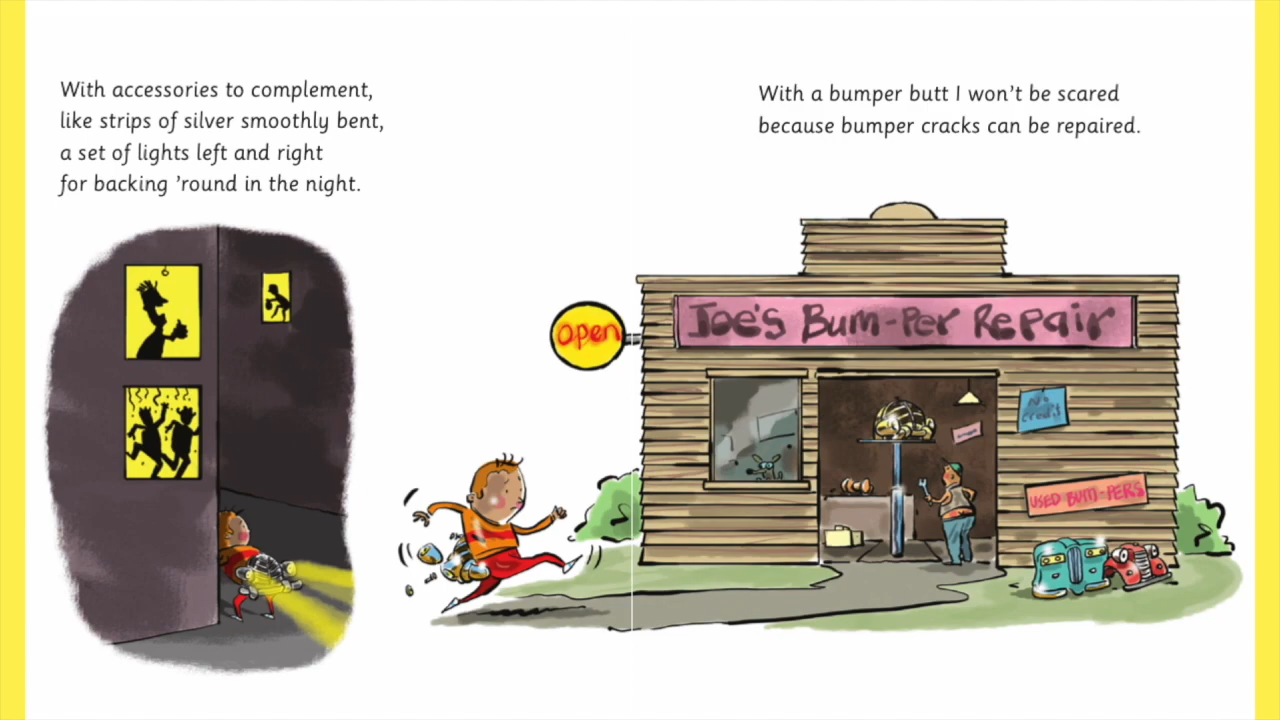 With accessories to complement,
like strips of silver smoothly bent,
a set of lights left and right
for backing 'round in the night.
With a bumper butt I won't be scared
because bumper cracks can be repaired.
Open
Joe's Bum-Per Repair
No
Credit
USED BUM-PERS